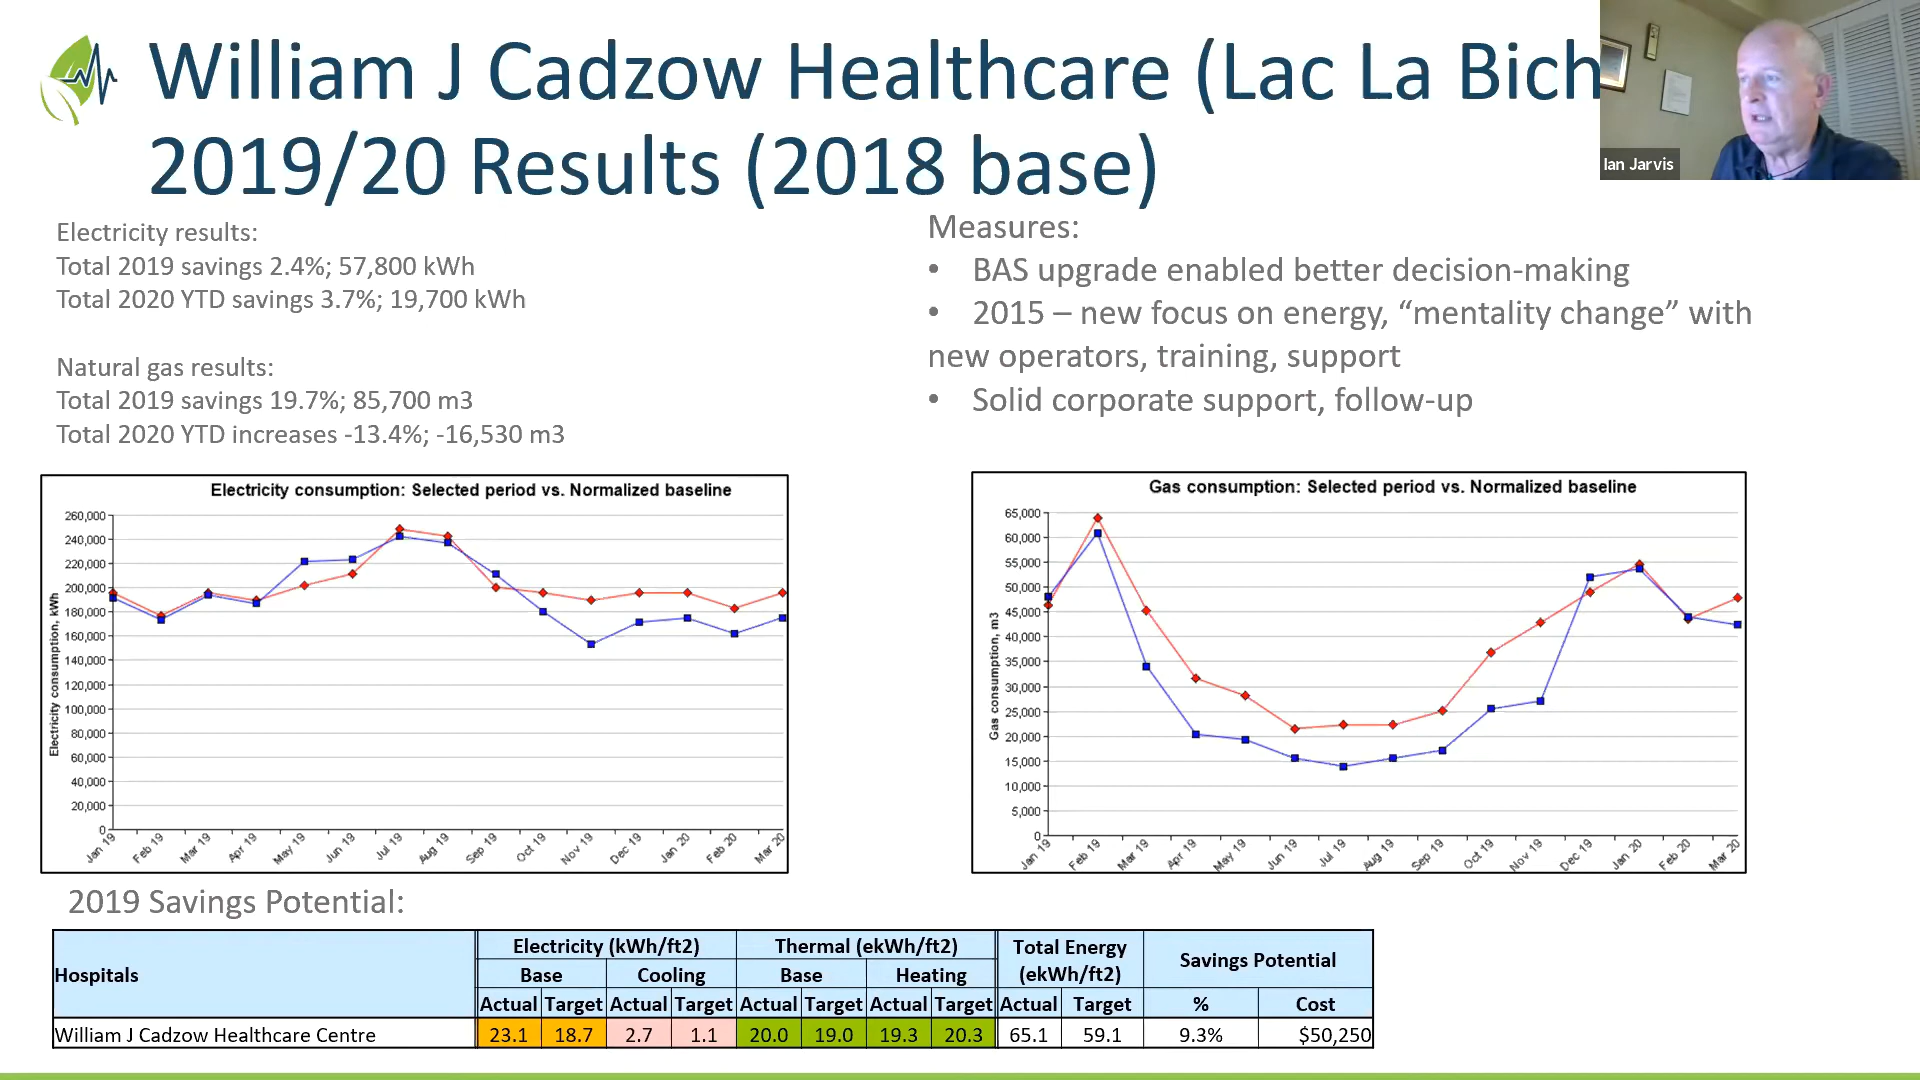 William J Cadzow Healthcare (Lac La Bich
2019/20 Results (2018 base)
Ian Jarvis
Electricity results:
Total 2019 savings 2.4%; 57,800 kWh
Total 2020 YTD savings 3.7%; 19,700 kWh
Natural gas results:
Total 2019 savings 19.7%; 85,700 m3
Total 2020 YTD increases -13.4%; -16,530 m3
Measures:
• BAS upgrade enabled better decision-making
• 2015 – new focus on energy, “mentality change” with
new operators, training, support
• Solid corporate support, follow-up
Electricity consumption: Selected period vs. Normalized baseline
Electricity consumption, kWh
260,000
240,000
220,000
200,000
180,000
160,000
140,000
120,000
100,000
80,000
60,000
40,000
20,000
0
Jan 19 Feb 19 Mar 19 Apr 19 May 19 Jun 19 Jul 19 Aug 19 Sep 19 Oct 19 Nov 19 Dec 19 Jan 20 Feb 20 Mar 20
Gas consumption: Selected period vs. Normalized baseline
Gas consumption, m3
65,000
60,000
55,000
50,000
45,000
40,000
35,000
30,000
25,000
20,000
15,000
10,000
5,000
0
Jan 19 Feb 19 Mar 19 Apr 19 May 19 Jun 19 Jul 19 Aug 19 Sep 19 Oct 19 Nov 19 Dec 19 Jan 20 Feb 20 Mar 20
2019 Savings Potential:
Hospitals Electricity (kWh/ft2) Thermal (ekWh/ft2) Total Energy (ekWh/ft2) Savings Potential
Base Cooling Base Heating
Actual Target Actual Target Actual Target Actual Target Actual Target % Cost
William J Cadzow Healthcare Centre 23.1 18.7 2.7 1.1 20.0 19.0 19.3 20.3 65.1 59.1 9.3% $50,250